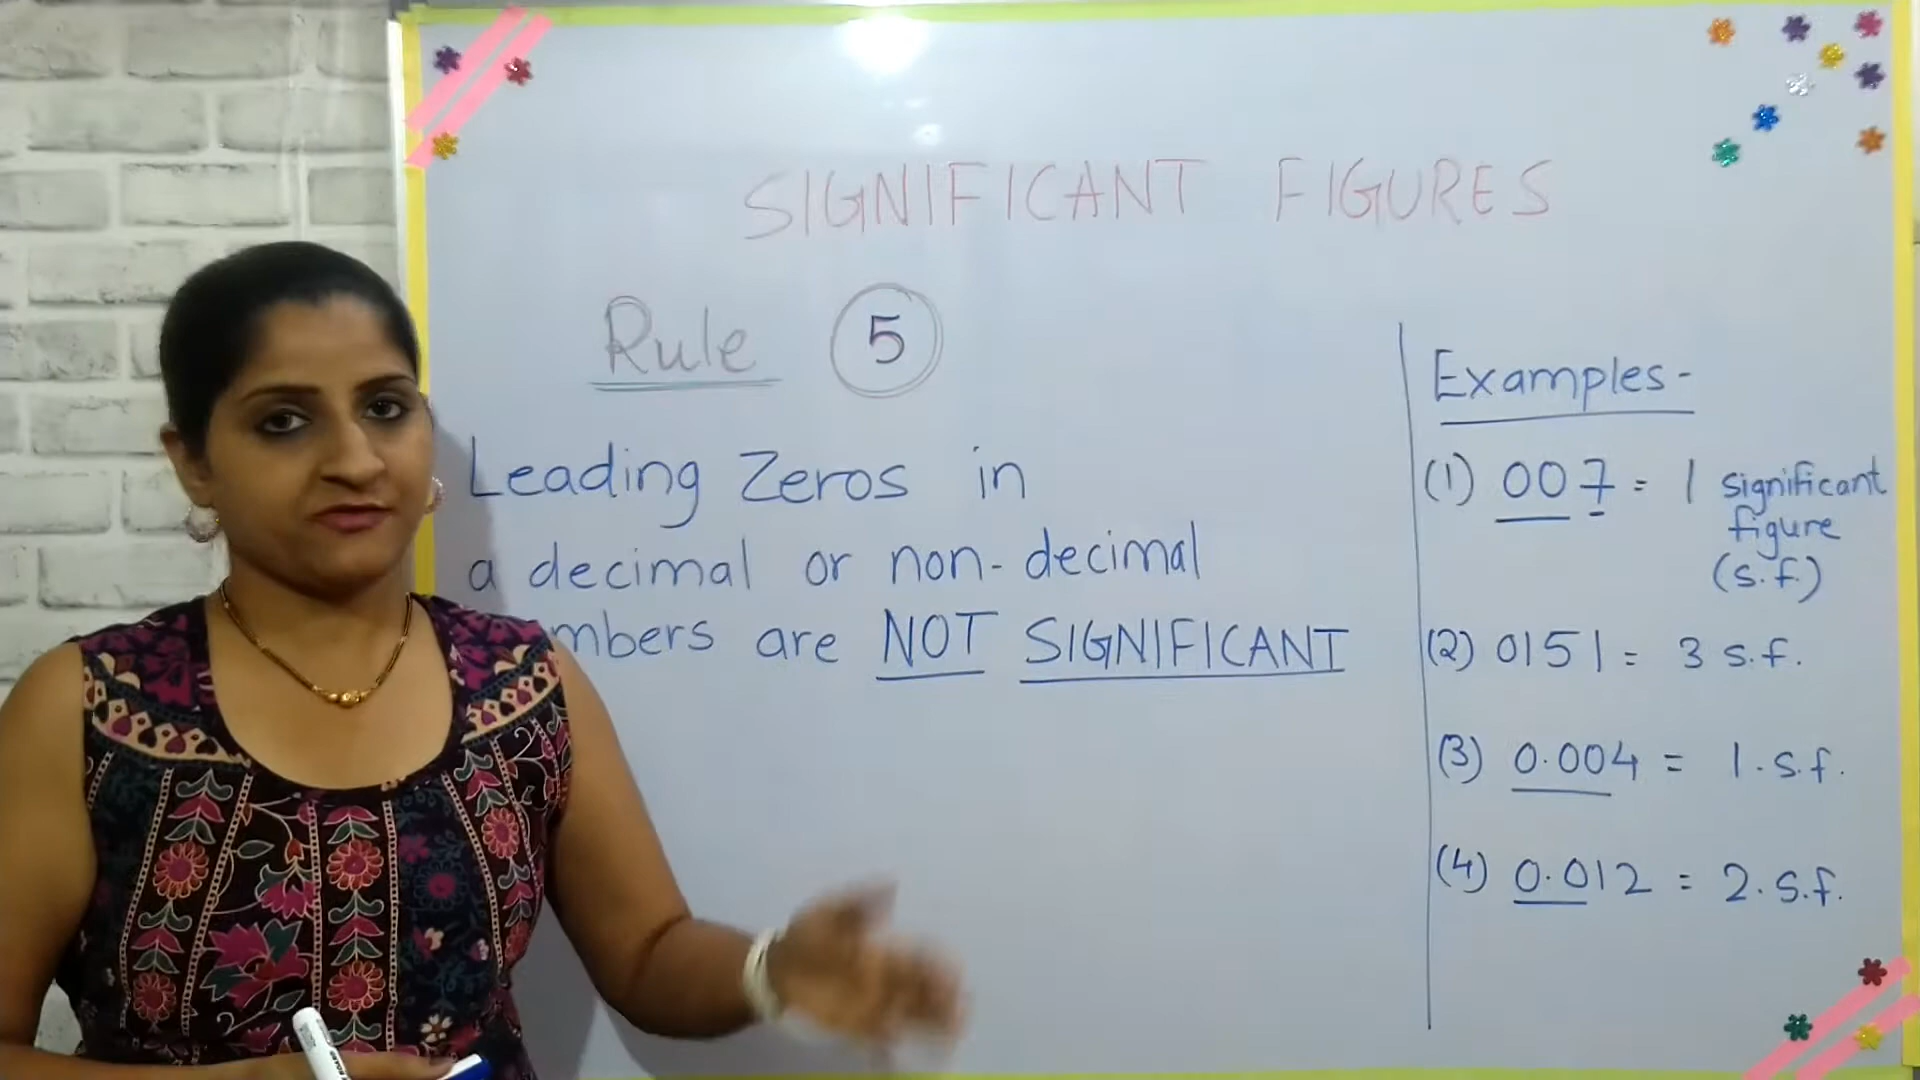 SIGNIFICANT FIGURES
Rule 5
Leading Zeros in
a decimal or non-decimal
mbers are NOT SIGNIFICANT
Examples-
(1) 007 = 1 significant
figure
(s.f.)
(2) 0151 = 3 s.f.
(3) 0.004 = 1.s.f.
(4) 0.012 = 2.s.f.